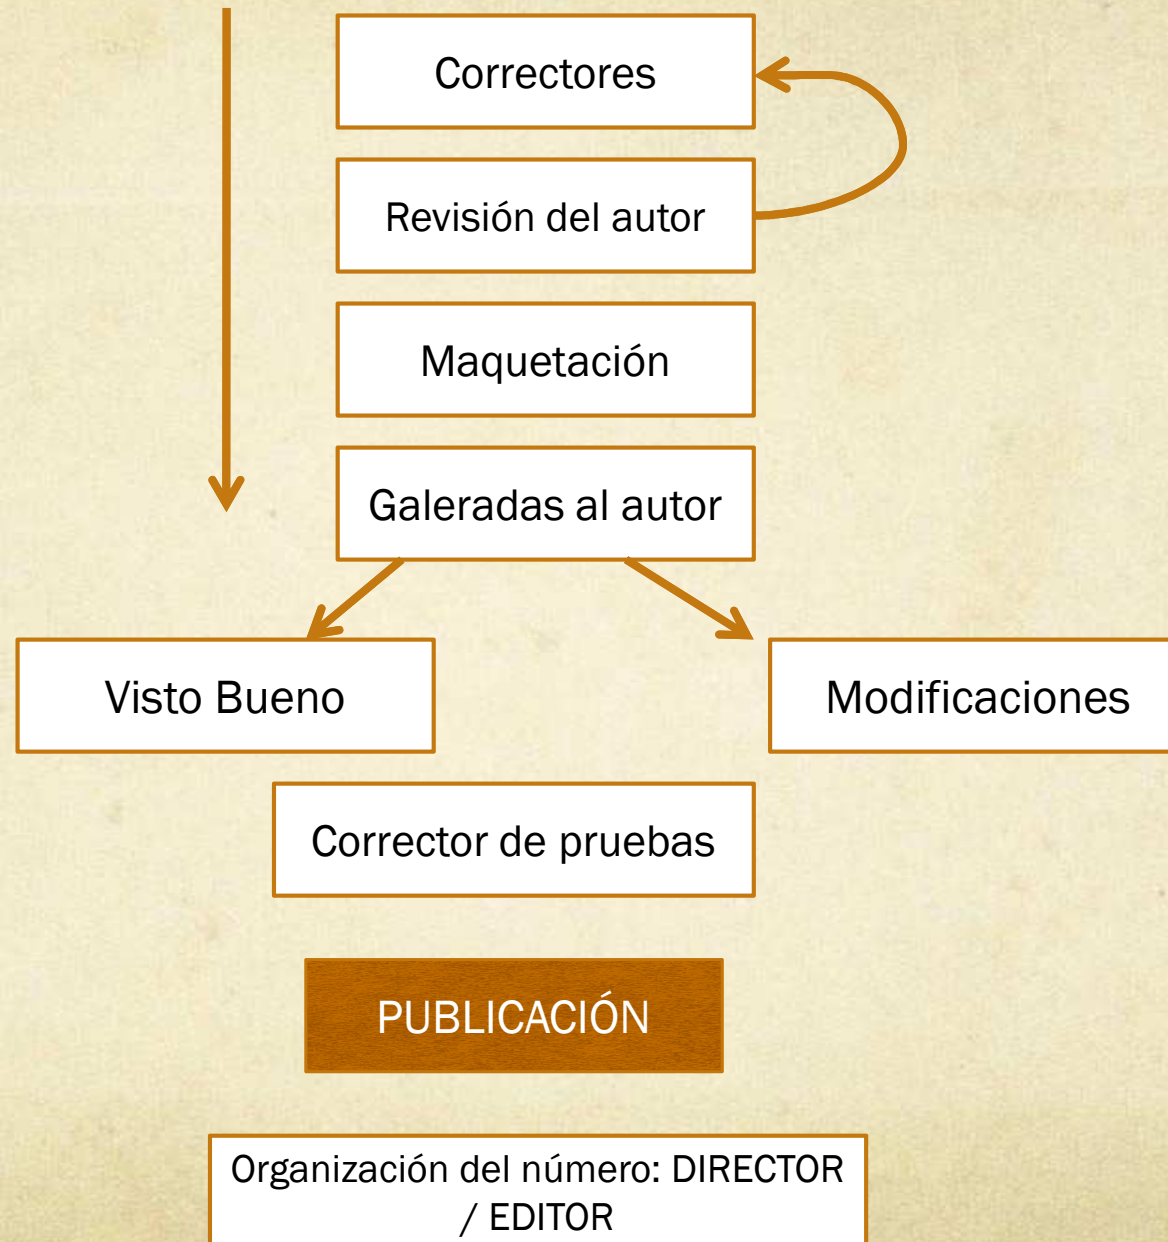 Correctores
Revisión del autor
Maquetación
Galeradas al autor
Visto Bueno
Modificaciones
Corrector de pruebas
PUBLICACIÓN
Organización del número: DIRECTOR
/ EDITOR